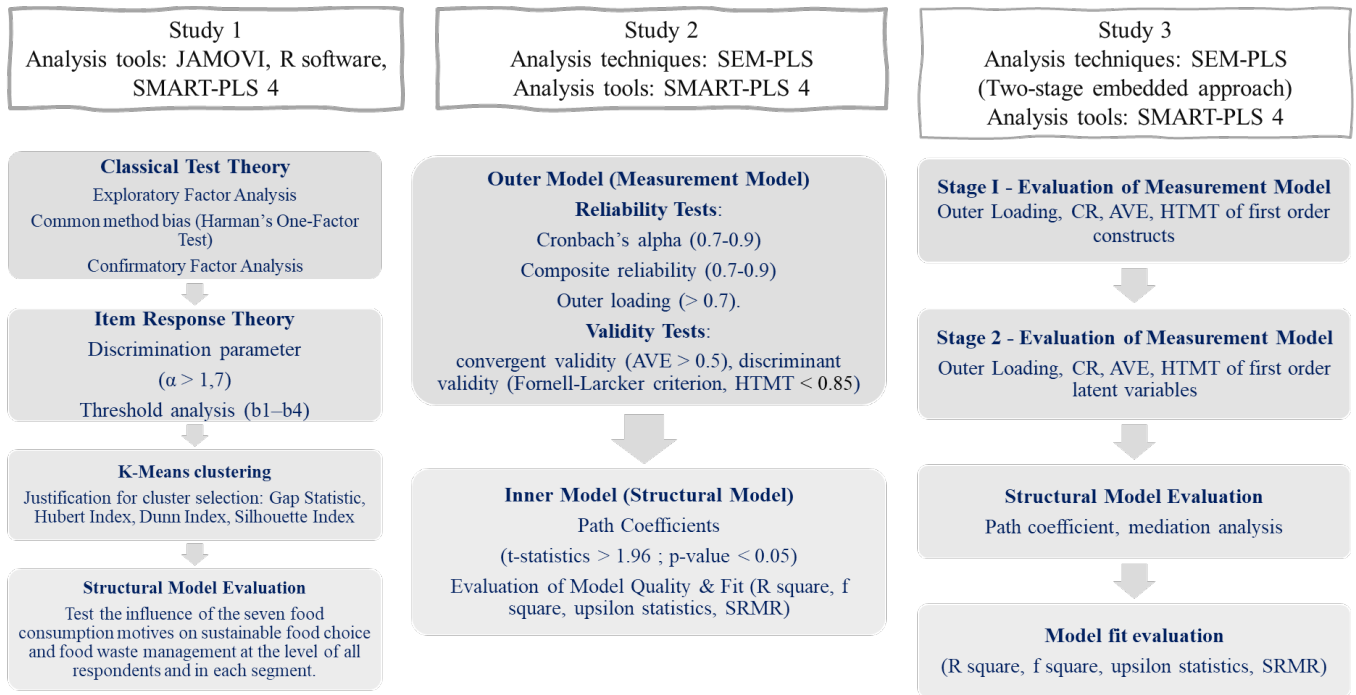 Study 1
Analysis tools: JAMOVI, R software,
SMART-PLS 4
Classical Test Theory
Exploratory Factor Analysis
Common method bias (Harman's One-Factor
Test)
Confirmatory Factor Analysis
Item Response Theory
Discrimination parameter
(α > 1,7)
Threshold analysis (b1–b4)
K-Means clustering
Justification for cluster selection: Gap Statistic,
Hubert Index, Dunn Index, Silhouette Index
Structural Model Evaluation
Test the influence of the seven food
consumption motives on sustainable food choice
and food waste management at the level of all
respondents and in each segment.
Study 2
Analysis techniques: SEM-PLS
Analysis tools: SMART-PLS 4
Outer Model (Measurement Model)
Reliability Tests:
Cronbach's alpha (0.7-0.9)
Composite reliability (0.7-0.9)
Outer loading (> 0.7).
Validity Tests:
convergent validity (AVE > 0.5), discriminant
validity (Fornell-Larcker criterion, HTMT < 0.85)
Inner Model (Structural Model)
Path Coefficients
(t-statistics > 1.96 ; p-value < 0.05)
Evaluation of Model Quality & Fit (R square, f
square, upsilon statistics, SRMR)
Study 3
Analysis techniques: SEM-PLS
(Two-stage embedded approach)
Analysis tools: SMART-PLS 4
Stage I - Evaluation of Measurement Model
Outer Loading, CR, AVE, HTMT of first order
constructs
Stage 2 - Evaluation of Measurement Model
Outer Loading, CR, AVE, HTMT of first order
latent variables
Structural Model Evaluation
Path coefficient, mediation analysis
Model fit evaluation
(R square, f square, upsilon statistics, SRMR)